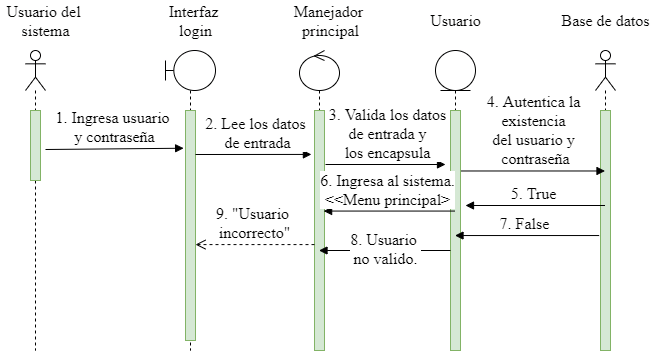 Usuario del
sistema
Interfaz
login
Manejador
principal
Usuario
Base de datos
1. Ingresa usuario
y contraseña
2. Lee los datos
de entrada
3. Valida los datos
de entrada y
los encapsula
4. Autentica la
existencia
del usuario y
contraseña
5. True
6. Ingresa al sistema.
<<Menu principal>
7. False
8. Usuario
no valido.
9. "Usuario
incorrecto"